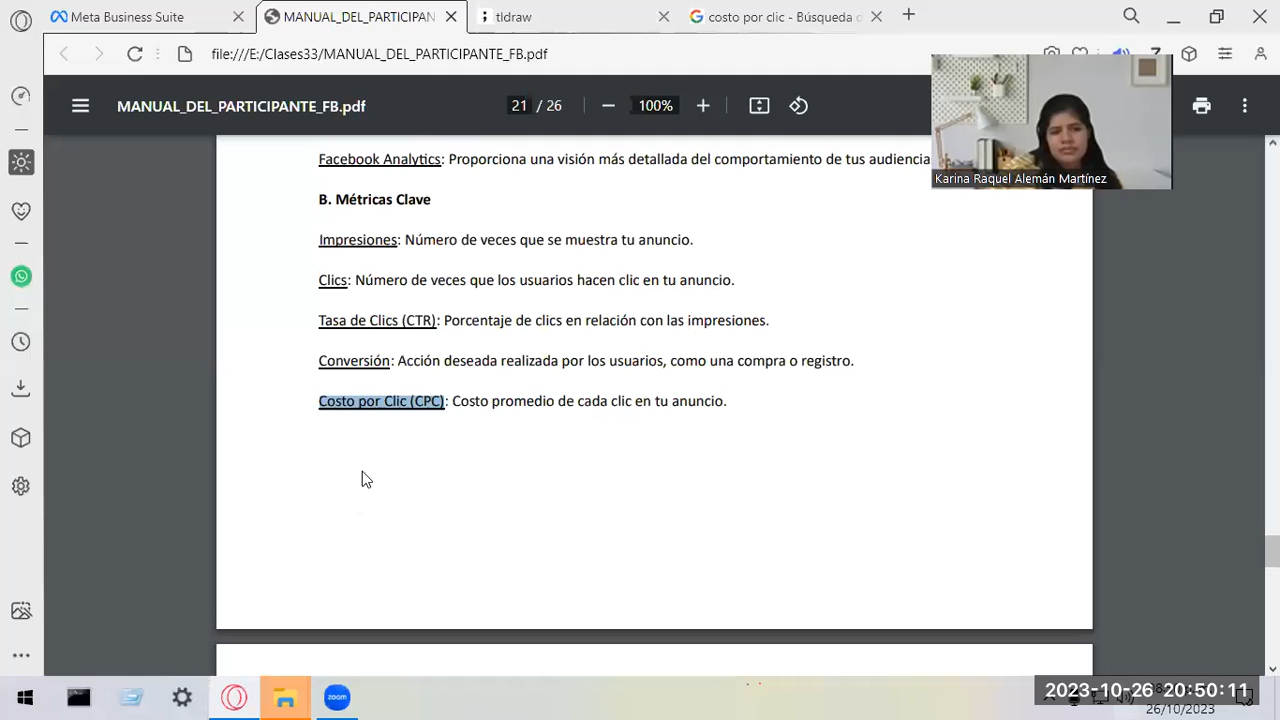 Meta Business Suite
MANUAL_DEL_PARTICIPAN
tldraw
costo por clic - Búsqueda d
file:///E:/Clases33/MANUAL_DEL_PARTICIPANTE_FB.pdf
MANUAL_DEL_PARTICIPANTE_FB.pdf
21 / 26
100%
Karina Raquel Alemán Martínez
Facebook Analytics: Proporciona una visión más detallada del comportamiento de tus audiencia
B. Métricas Clave
Impresiones: Número de veces que se muestra tu anuncio.
Clics: Número de veces que los usuarios hacen clic en tu anuncio.
Tasa de Clics (CTR): Porcentaje de clics en relación con las impresiones.
Conversión: Acción deseada realizada por los usuarios, como una compra o registro.
Costo por Clic (CPC): Costo promedio de cada clic en tu anuncio.
zoom
2023-10-26 20:50:11
26/10/2023